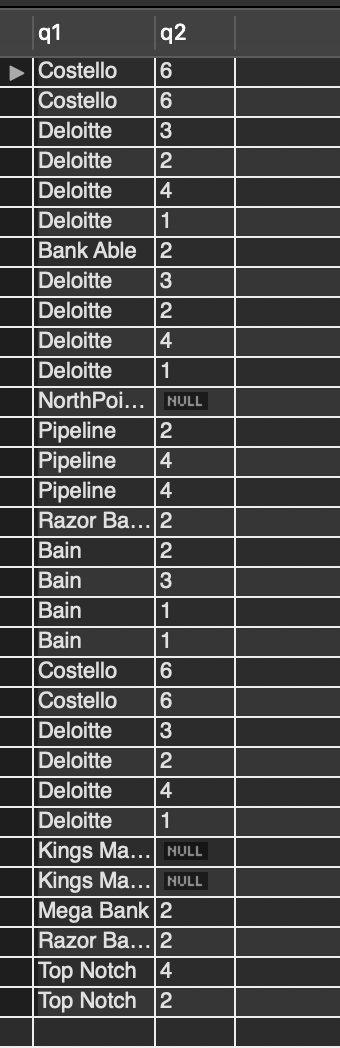 q1 q2
Costello 6
Costello 6
Deloitte 3
Deloitte 2
Deloitte 4
Deloitte 1
Bank Able 2
Deloitte 3
Deloitte 2
Deloitte 4
Deloitte 1
NorthPoi... NULL
Pipeline 2
Pipeline 4
Pipeline 4
Razor Ba... 2
Bain 2
Bain 3
Bain 1
Bain 1
Costello 6
Costello 6
Deloitte 3
Deloitte 2
Deloitte 4
Deloitte 1
Kings Ma... NULL
Kings Ma... NULL
Mega Bank 2
Razor Ba... 2
Top Notch 4
Top Notch 2